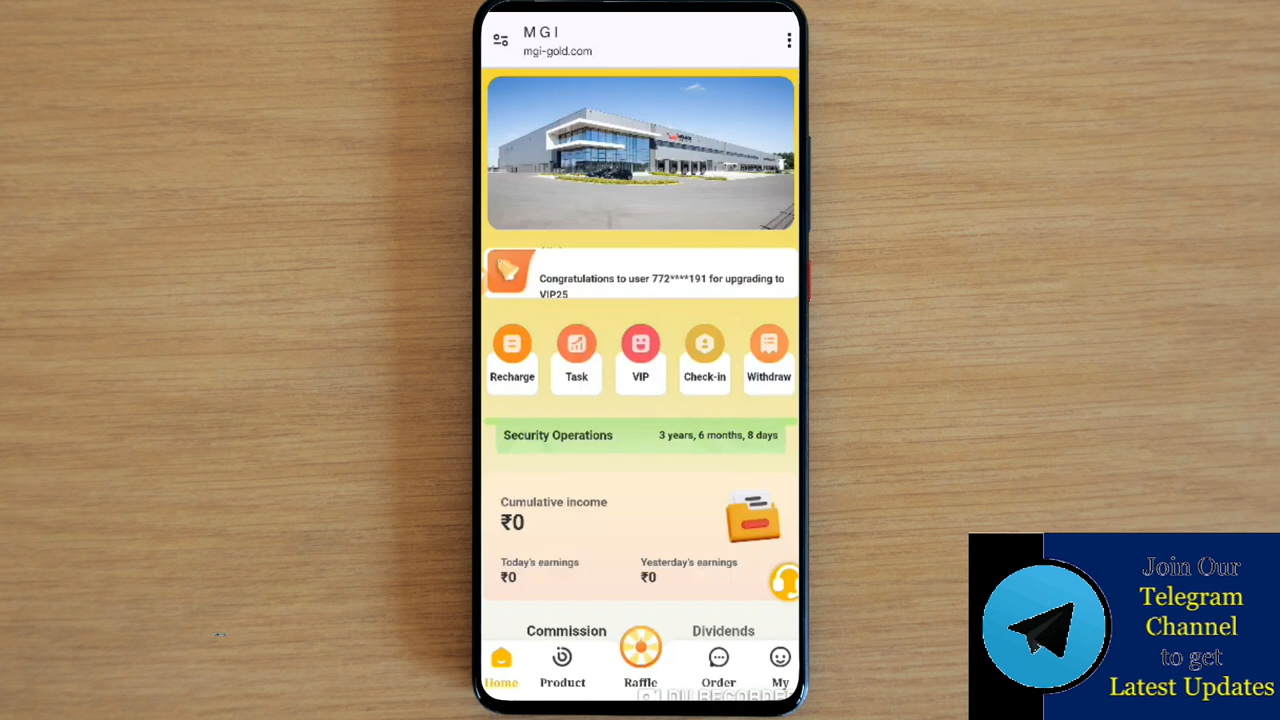 M G I
mgi-gold.com
Congratulations to user 772****191 for upgrading to
VIP25
Recharge
Task
VIP
Check-in
Withdraw
Security Operations
3 years, 6 months, 8 days
Cumulative income
₹0
Today's earnings
Yesterday's earnings
₹0
₹0
Commission
Dividends
Home
Product
Raffle
Order
My
Join Our
Telegram
Channel
to get
Latest Updates